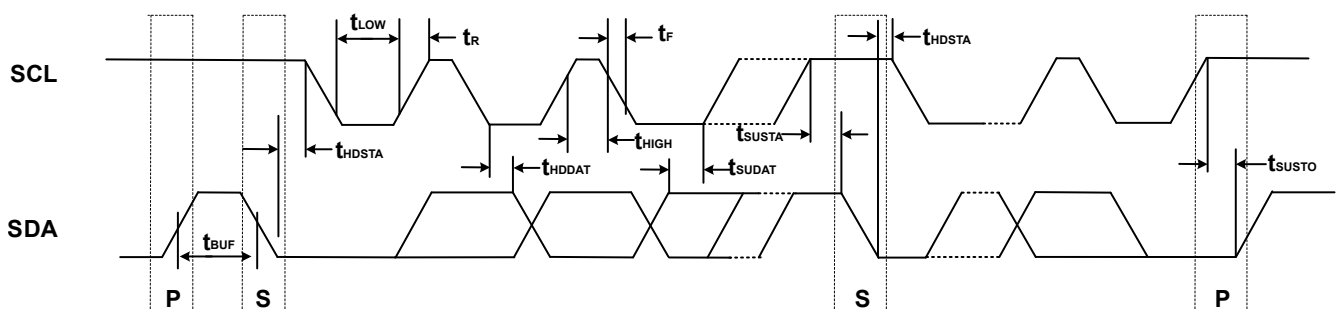 tLOW
tR
tF
tHDSTA
SCL
tHDSTA
tHDDAT
tHIGH
tSUDAT
tSUSTA
tSUSTO
SDA
tBUF
P
S
S
P